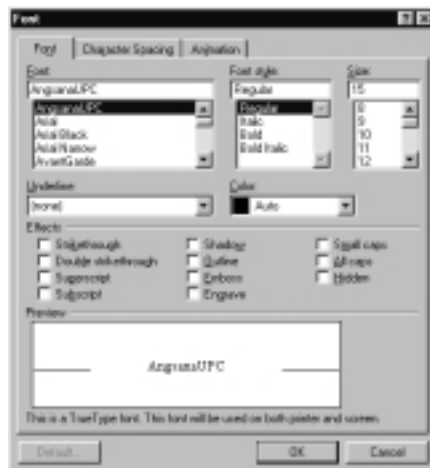 Font
Font Character Spacing Animation
Font: Font style: Size:
AngsanaUPC Regular 15
AngsanaUPC Regular 8
Arial Italic 9
Arial Black Bold 10
Arial Narrow Bold Italic 11
AvantGarde 12
Underline: Color:
(none) Auto
Effects
Strikethrough Shadow Small caps
Double strikethrough Outline All caps
Superscript Emboss Hidden
Subscript Engrave
Preview
AngsanaUPC
This is a TrueType font. This font will be used on both printer and screen.
Default... OK Cancel